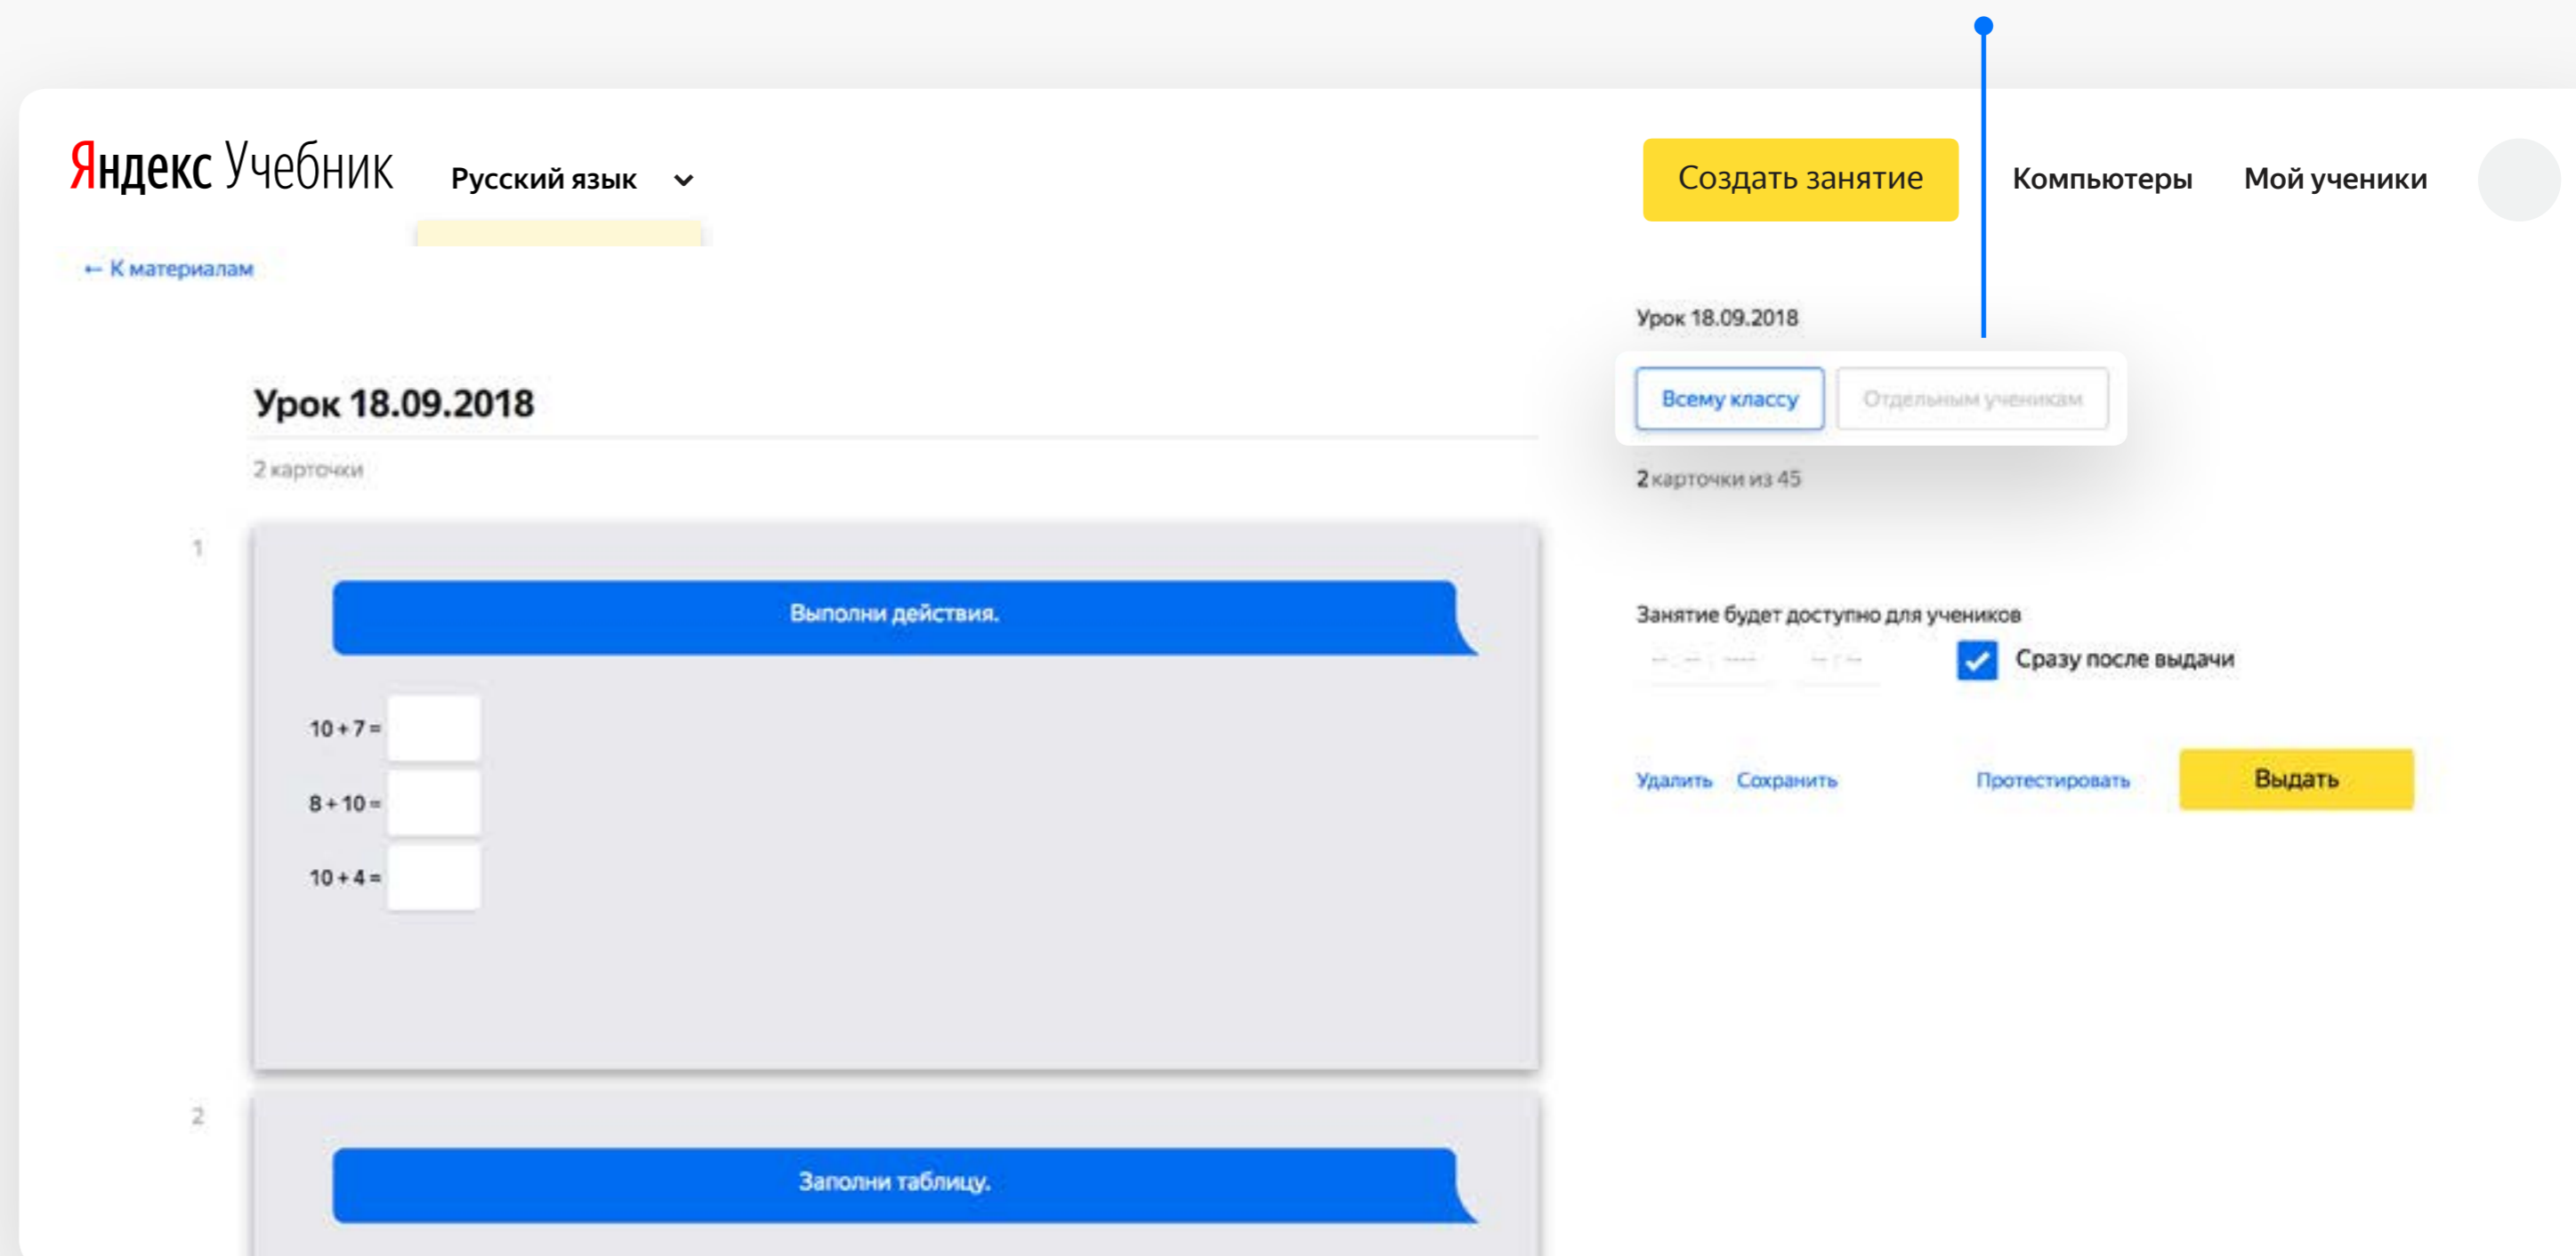 Яндекс Учебник
Русский язык
Создать занятие
Компьютеры
Мой ученики
← К материалам
Урок 18.09.2018
2 карточки
1
Выполни действия.
10 + 7 =
8 + 10 =
10 + 4 =
2
Заполни таблицу.
Урок 18.09.2018
Всему классу
Отдельным ученикам
2 карточки из 45
Занятие будет доступно для учеников
Сразу после выдачи
Удалить
Сохранить
Протестировать
Выдать